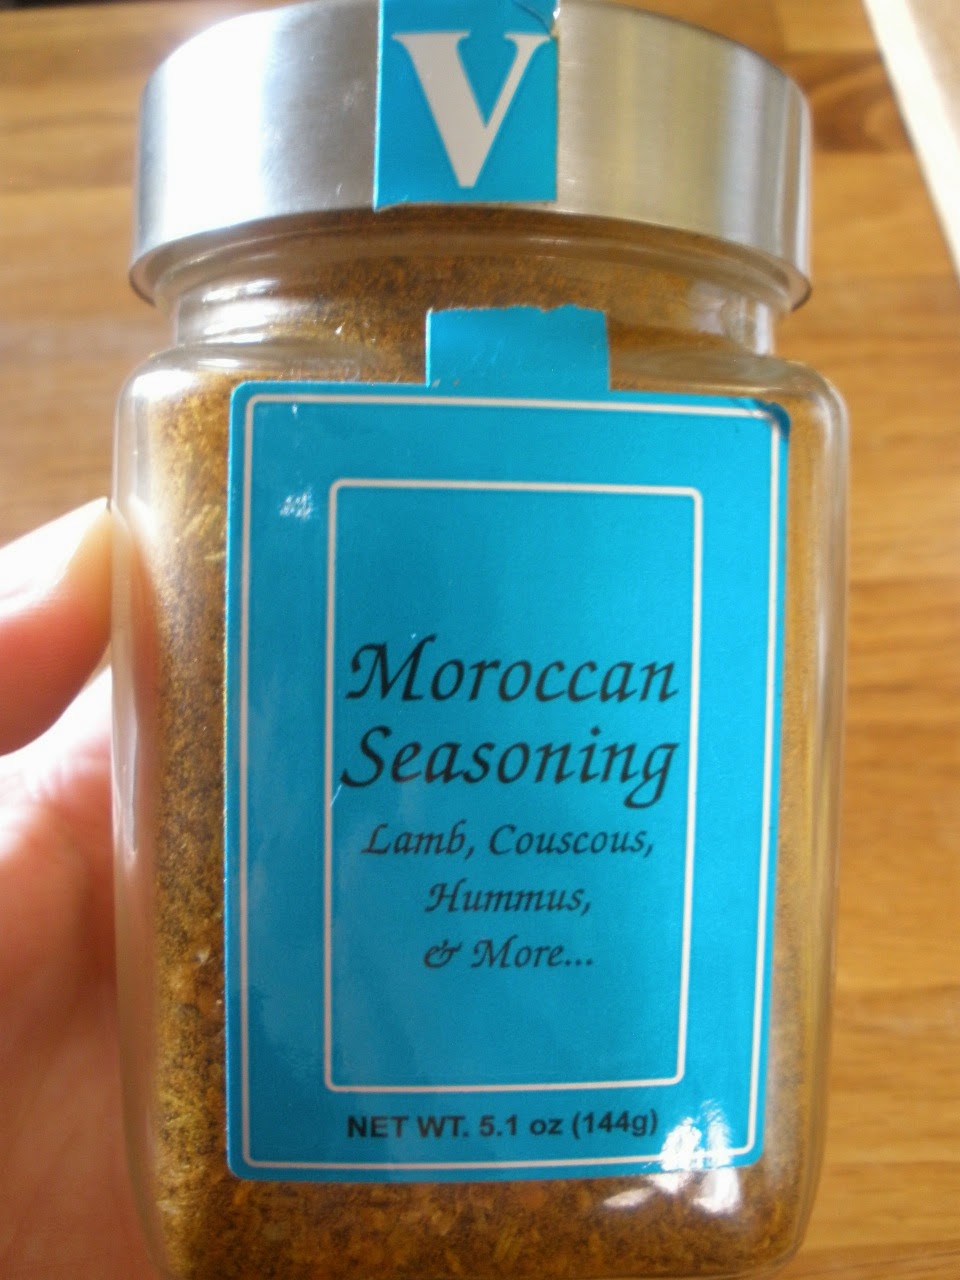 V
Moroccan
Seasoning
Lamb, Couscous,
Hummus,
& More...
NET WT. 5.1 oz (144g)